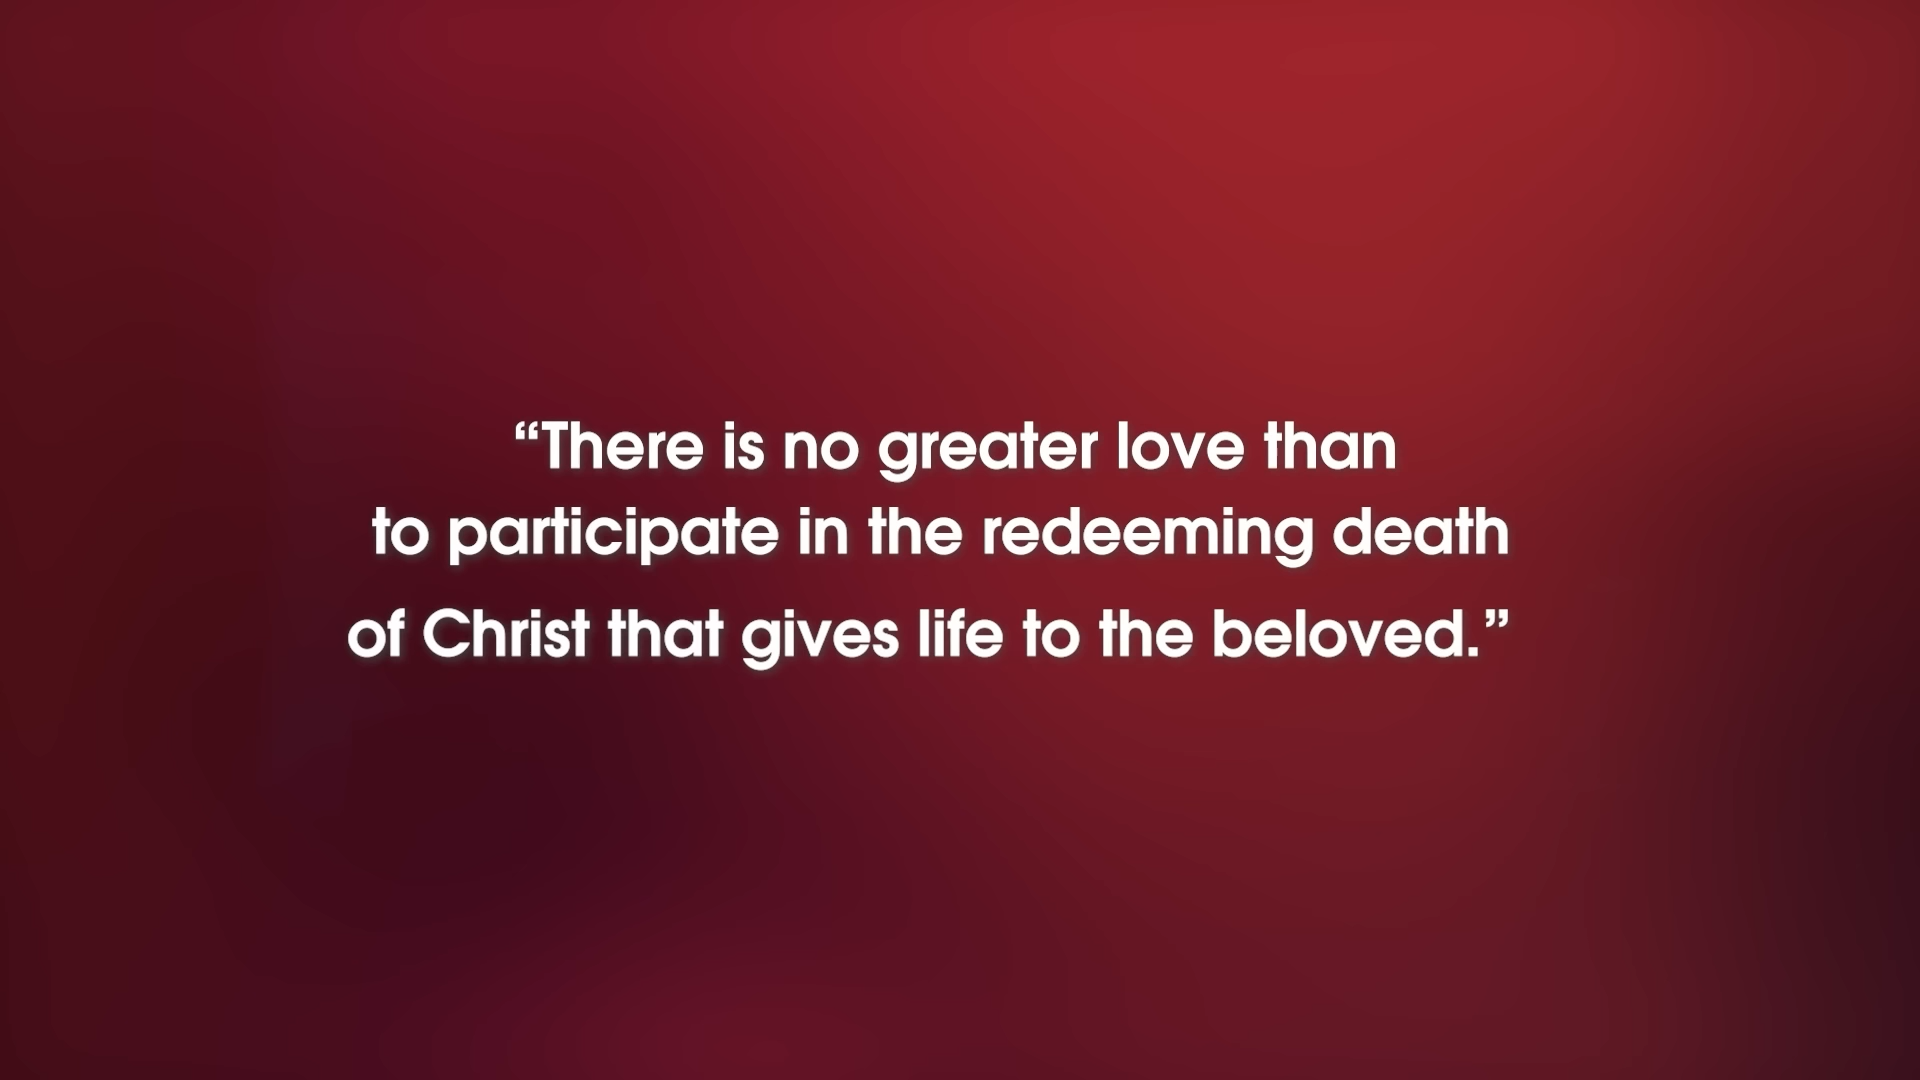 “There is no greater love than
to participate in the redeeming death
of Christ that gives life to the beloved.”